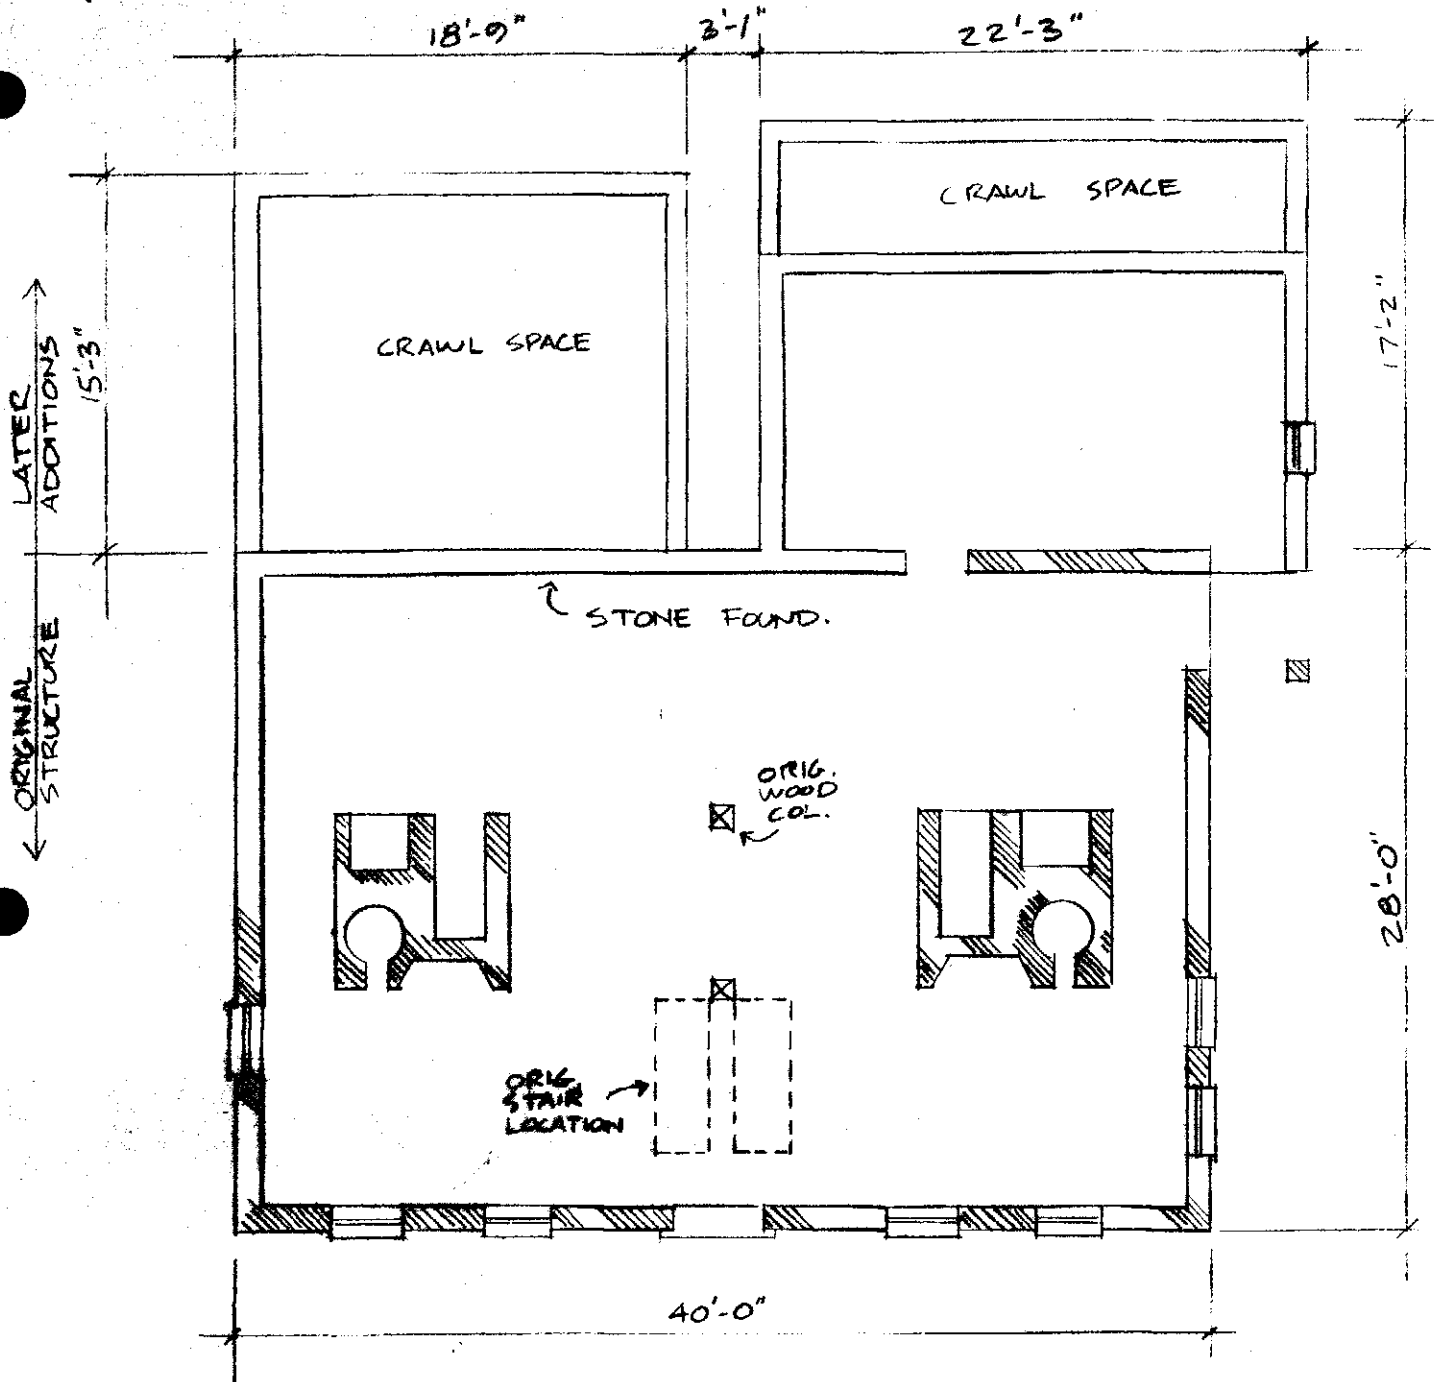 18'-9" 3'-1" 22'-3"
CRAWL SPACE
CRAWL SPACE
17'-2"
15'-3"
LATER
ADDITIONS
STONE FOUND.
ORIGINAL
STRUCTURE
ORIG.
WOOD
COL.
28'-0"
ORIG.
STAIR
LOCATION
40'-0"